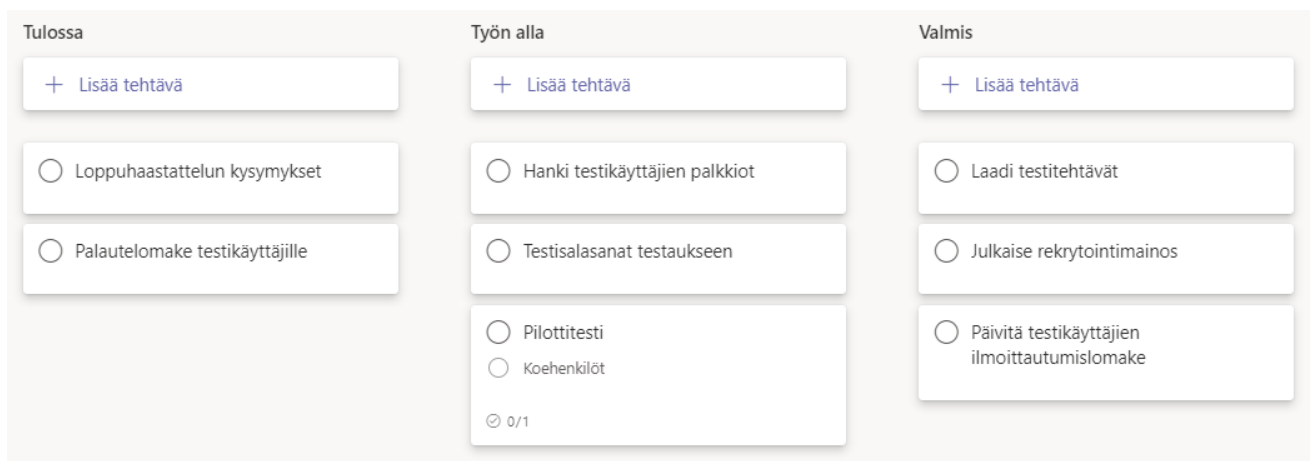 Tulossa
+ Lisää tehtävä
Loppuhaastattelun kysymykset
Palautelomake testikäyttäjille
Työn alla
+ Lisää tehtävä
Hanki testikäyttäjien palkkiot
Testisalasanat testaukseen
Pilottitesti
Koehenkilöt
0/1
Valmis
+ Lisää tehtävä
Laadi testitehtävät
Julkaise rekrytointimainos
Päivitä testikäyttäjien
ilmoittautumislomake